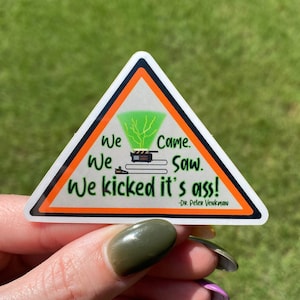 We Came.
We Saw.
We kicked it's ass!
-Dr. Peter Venkman